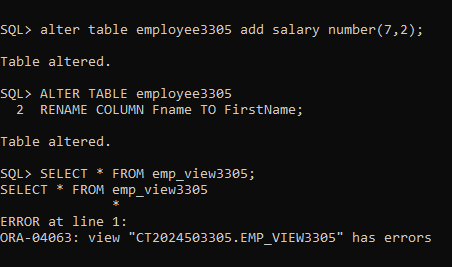 SQL> alter table employee3305 add salary number(7,2);
Table altered.
SQL> ALTER TABLE employee3305
  2  RENAME COLUMN Fname TO FirstName;
Table altered.
SQL> SELECT * FROM emp_view3305;
SELECT * FROM emp_view3305
              *
ERROR at line 1:
ORA-04063: view "CT2024503305.EMP_VIEW3305" has errors